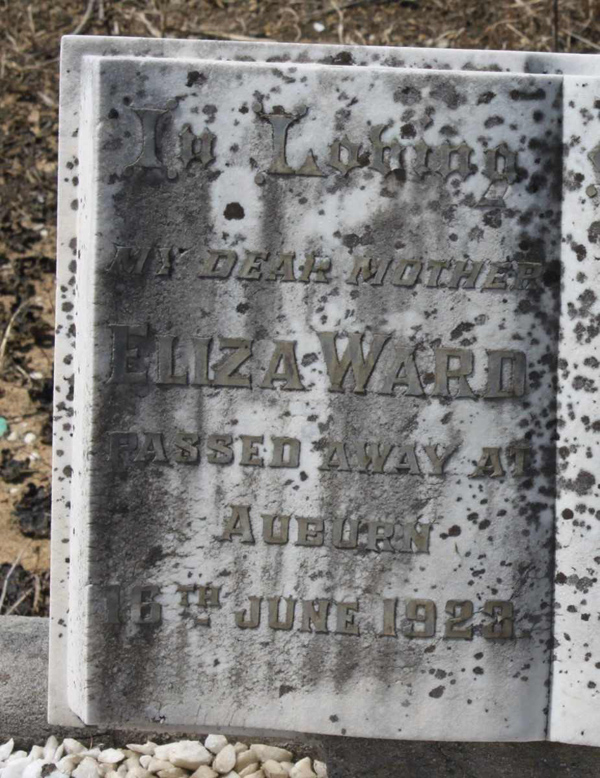 In Loving
MY DEAR MOTHER
ELIZA WARD
PASSED AWAY AT
AUBURN
16TH JUNE 1923.